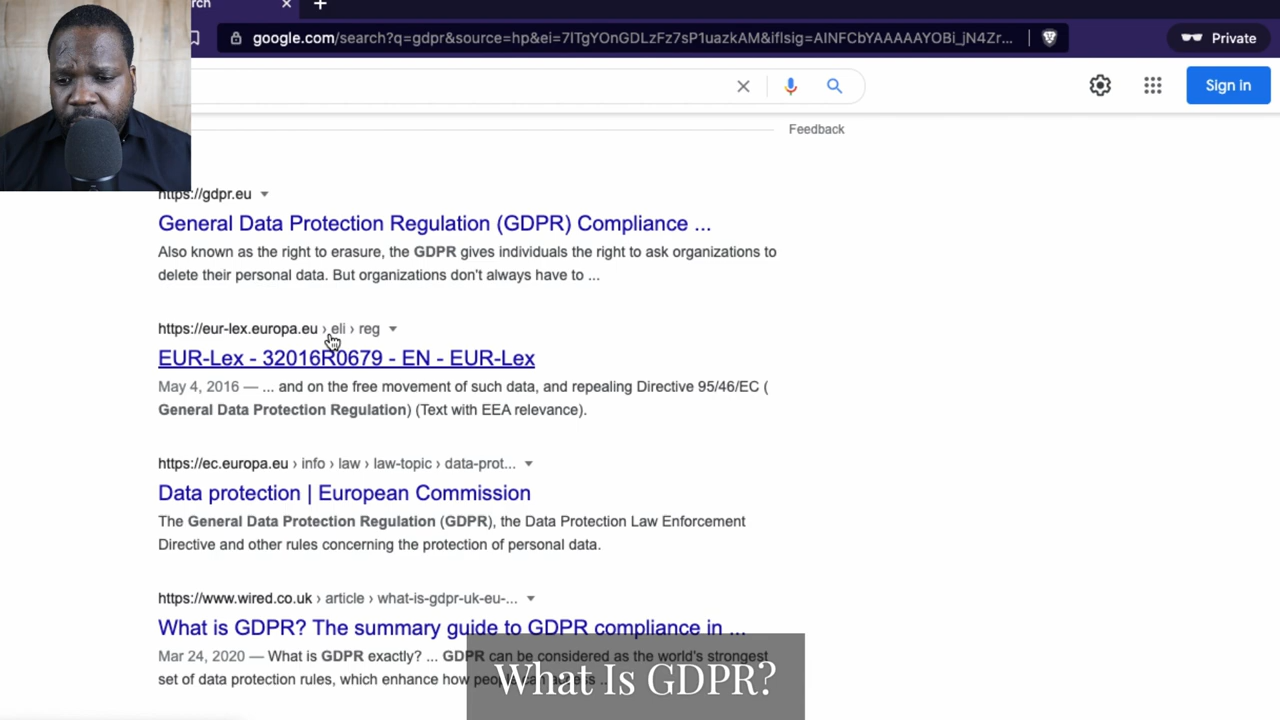 rch
google.com/search?q=gdpr&source=hp&ei=7lTgYOnGDLzFz7sP1uazkAM&iflsig=AINFCbYAAAAAYOBi_jN4Zr...
Private
Sign in
Feedback
https://gdpr.eu
General Data Protection Regulation (GDPR) Compliance ...
Also known as the right to erasure, the GDPR gives individuals the right to ask organizations to
delete their personal data. But organizations don't always have to ...
https://eur-lex.europa.eu › eli › reg
EUR-Lex - 32016R0679 - EN - EUR-Lex
May 4, 2016 — ... and on the free movement of such data, and repealing Directive 95/46/EC (
General Data Protection Regulation) (Text with EEA relevance).
https://ec.europa.eu › info › law › law-topic › data-prot...
Data protection | European Commission
The General Data Protection Regulation (GDPR), the Data Protection Law Enforcement
Directive and other rules concerning the protection of personal data.
https://www.wired.co.uk › article › what-is-gdpr-uk-eu-...
What is GDPR? The summary guide to GDPR compliance in ...
Mar 24, 2020 — What is GDPR exactly? ... GDPR can be considered as the world's strongest
set of data protection rules, which enhance how people can access ...
What Is GDPR?